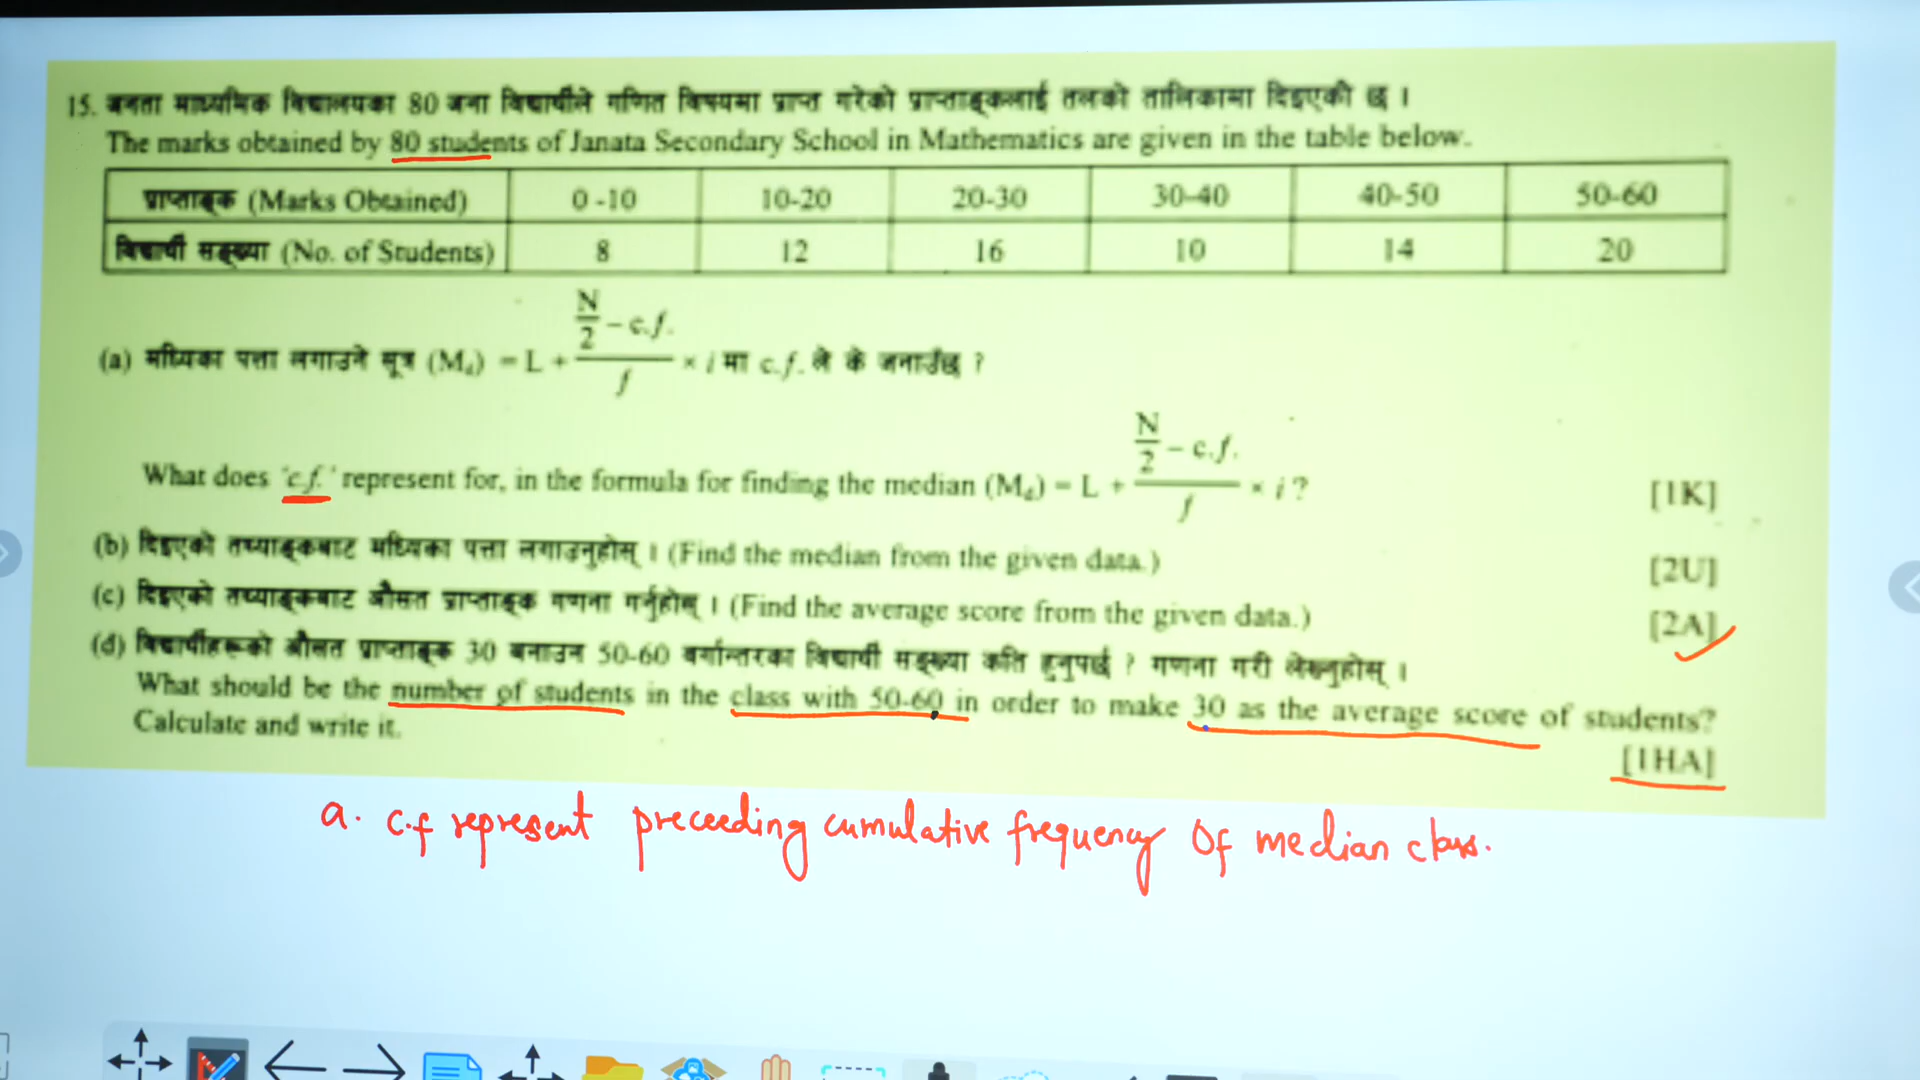 15. जनता माध्यमिक विद्यालयका 80 जना विद्यार्थीले गणित विषयमा प्राप्त गरेको प्राप्ताङ्कलाई तलको तालिकामा दिइएको छ ।
The marks obtained by 80 students of Janata Secondary School in Mathematics are given in the table below.
प्राप्ताङ्क (Marks Obtained) 0 -10 10-20 20-30 30-40 40-50 50-60
विद्यार्थी सङ्ख्या (No. of Students) 8 12 16 10 14 20
(a) मध्यिका पत्ता लगाउने सूत्र (M_d) = L + \frac{\frac{N}{2} - c.f.}{f} × i मा c.f. ले के जनाउँछ ?
What does 'c.f.' represent for, in the formula for finding the median (M_d) = L + \frac{\frac{N}{2} - c.f.}{f} × i ? [1K]
(b) दिइएको तथ्याङ्कबाट मध्यिका पत्ता लगाउनुहोस् । (Find the median from the given data.) [2U]
(c) दिइएको तथ्याङ्कबाट औसत प्राप्ताङ्क गणना गर्नुहोस् । (Find the average score from the given data.) [2A]
(d) विद्यार्थीहरूको औसत प्राप्ताङ्क 30 बनाउन 50-60 वर्गान्तरका विद्यार्थी सङ्ख्या कति हुनुपर्छ ? गणना गरी लेख्नुहोस् ।
What should be the number of students in the class with 50-60 in order to make 30 as the average score of students?
Calculate and write it. [1HA]
a. c.f represent preceeding cumulative frequency of median class.